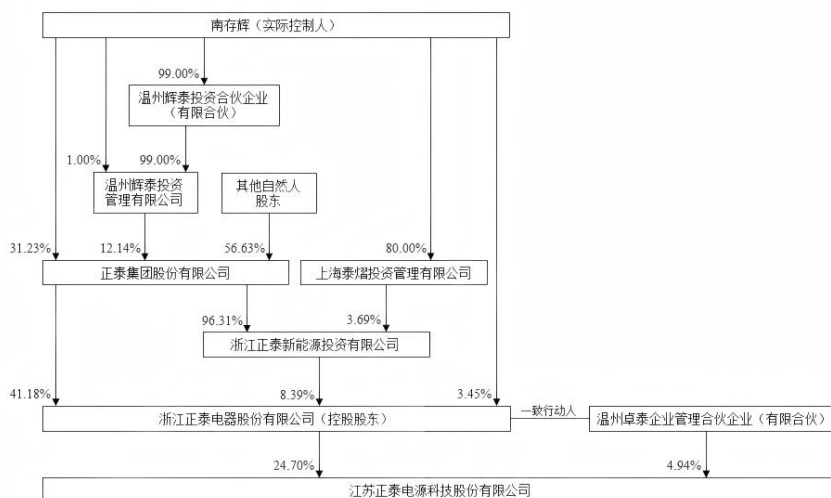 南存辉（实际控制人）
99.00%
温州辉泰投资合伙企业
（有限合伙）
1.00%
99.00%
温州辉泰投资
管理有限公司
其他自然人
股东
31.23%
12.14%
56.63%
80.00%
正泰集团股份有限公司
上海泰熠投资管理有限公司
96.31%
3.69%
浙江正泰新能源投资有限公司
41.18%
8.39%
3.45%
浙江正泰电器股份有限公司（控股股东）
一致行动人
温州卓泰企业管理合伙企业（有限合伙）
24.70%
4.94%
江苏正泰电源科技股份有限公司